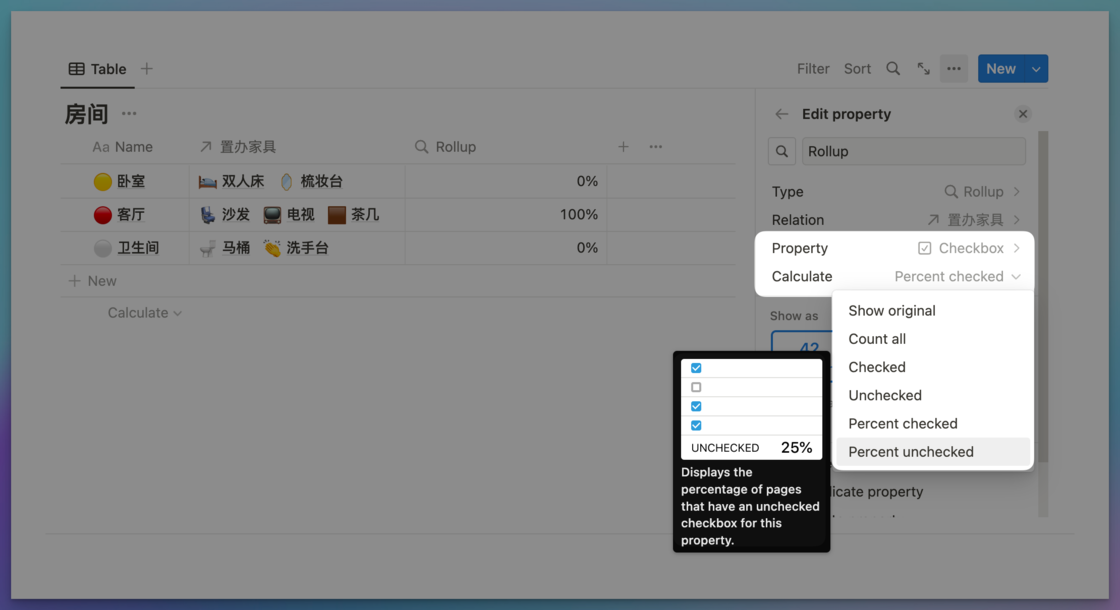 Table
Filter Sort New
房间
Edit property
Aa Name 置办家具 Rollup
Rollup
卧室 双人床 梳妆台 0%
客厅 沙发 电视 茶几 100%
卫生间 马桶 洗手台 0%
New
Calculate
Type Rollup
Relation 置办家具
Property Checkbox
Calculate Percent checked
Show as
42
Show original
Count all
Checked
Unchecked
Percent checked
Percent unchecked
UNCHECKED 25%
Displays the
percentage of pages
that have an unchecked
checkbox for this
property.
licate property